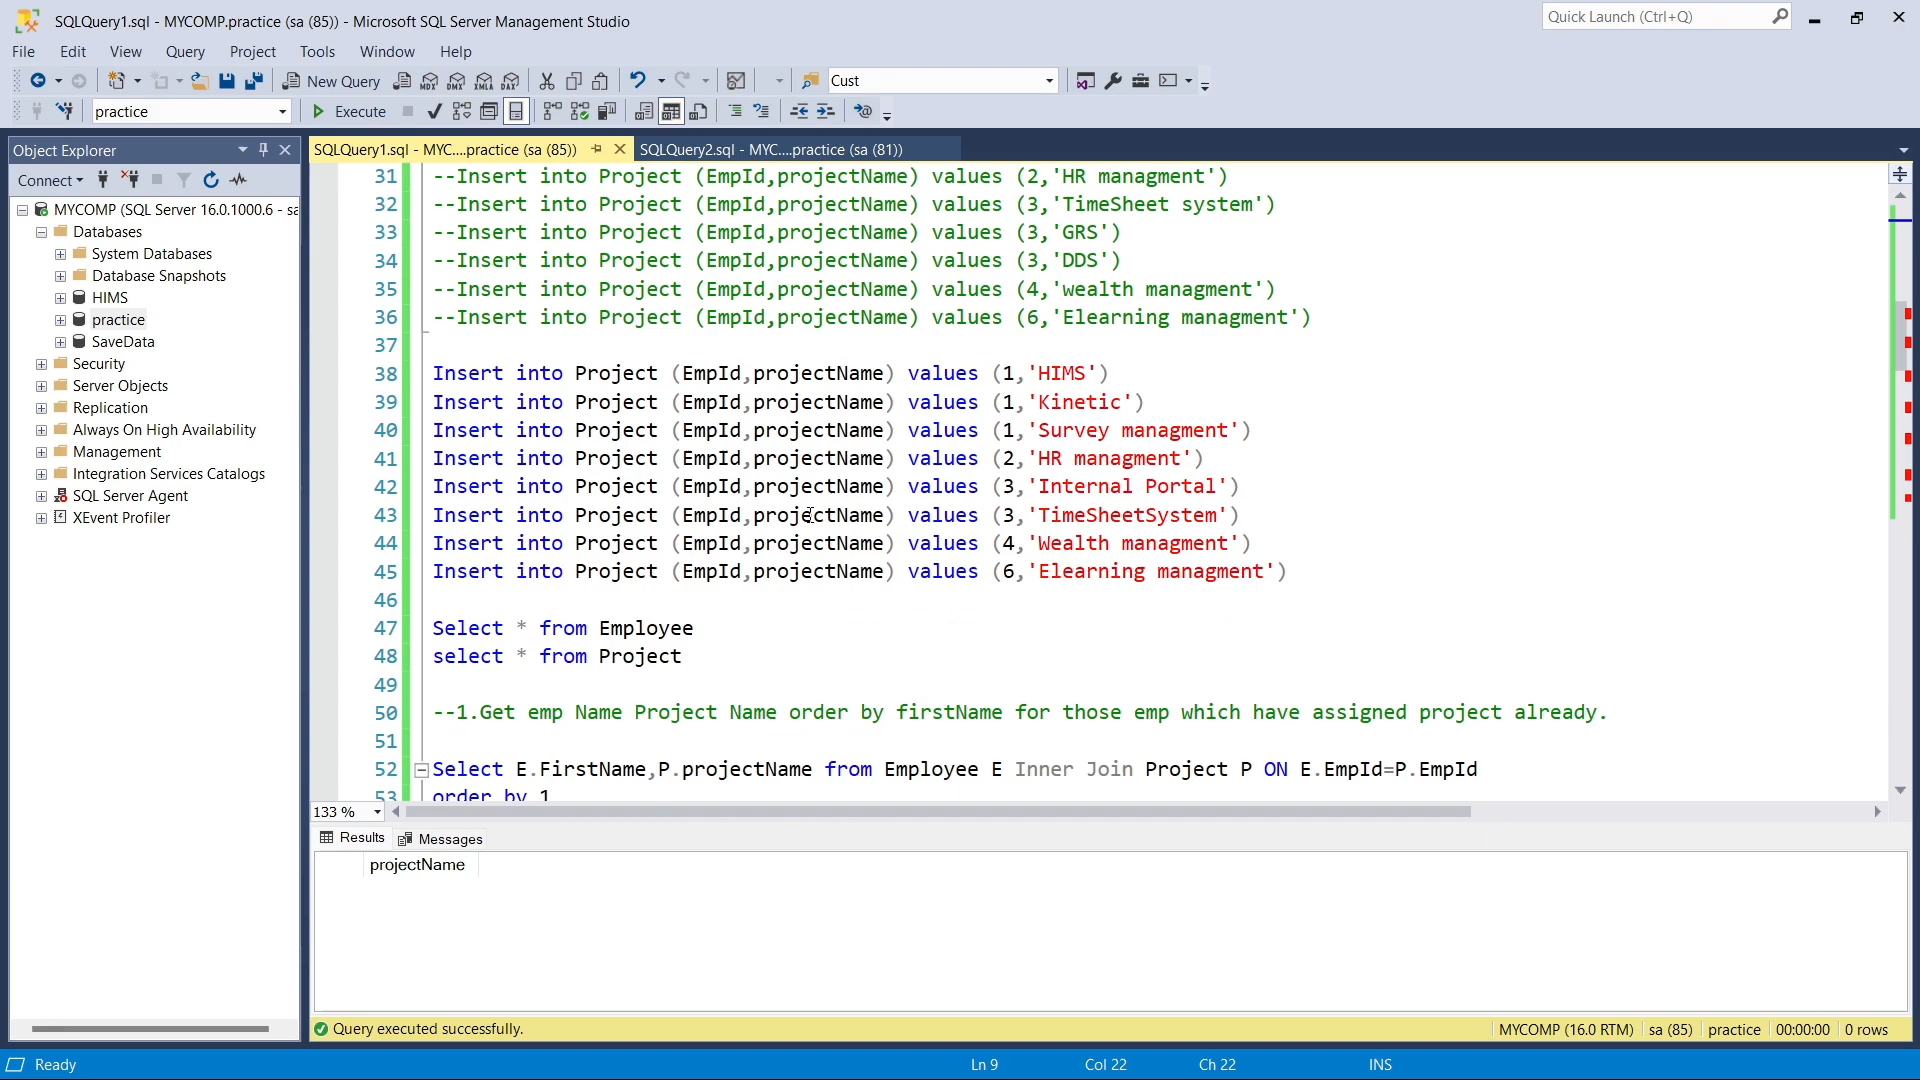 SQLQuery1.sql - MYCOMP.practice (sa (85)) - Microsoft SQL Server Management Studio
Quick Launch (Ctrl+Q)
File Edit View Query Project Tools Window Help
New Query MDX DMX XMLA DAX Cust
practice Execute
Object Explorer
SQLQuery1.sql - MYC....practice (sa (85))
SQLQuery2.sql - MYC....practice (sa (81))
Connect
MYCOMP (SQL Server 16.0.1000.6 - sa
Databases
System Databases
Database Snapshots
HIMS
practice
SaveData
Security
Server Objects
Replication
Always On High Availability
Management
Integration Services Catalogs
SQL Server Agent
XEvent Profiler
31 --Insert into Project (EmpId,projectName) values (2,'HR managment')
32 --Insert into Project (EmpId,projectName) values (3,'TimeSheet system')
33 --Insert into Project (EmpId,projectName) values (3,'GRS')
34 --Insert into Project (EmpId,projectName) values (3,'DDS')
35 --Insert into Project (EmpId,projectName) values (4,'wealth managment')
36 --Insert into Project (EmpId,projectName) values (6,'Elearning managment')
37
38 Insert into Project (EmpId,projectName) values (1,'HIMS')
39 Insert into Project (EmpId,projectName) values (1,'Kinetic')
40 Insert into Project (EmpId,projectName) values (1,'Survey managment')
41 Insert into Project (EmpId,projectName) values (2,'HR managment')
42 Insert into Project (EmpId,projectName) values (3,'Internal Portal')
43 Insert into Project (EmpId,projectName) values (3,'TimeSheetSystem')
44 Insert into Project (EmpId,projectName) values (4,'Wealth managment')
45 Insert into Project (EmpId,projectName) values (6,'Elearning managment')
46
47 Select * from Employee
48 select * from Project
49
50 --1.Get emp Name Project Name order by firstName for those emp which have assigned project already.
51
52 Select E.FirstName,P.projectName from Employee E Inner Join Project P ON E.EmpId=P.EmpId
53 order by 1
133 %
Results Messages
projectName
Query executed successfully.
MYCOMP (16.0 RTM) sa (85) practice 00:00:00 0 rows
Ready Ln 9 Col 22 Ch 22 INS